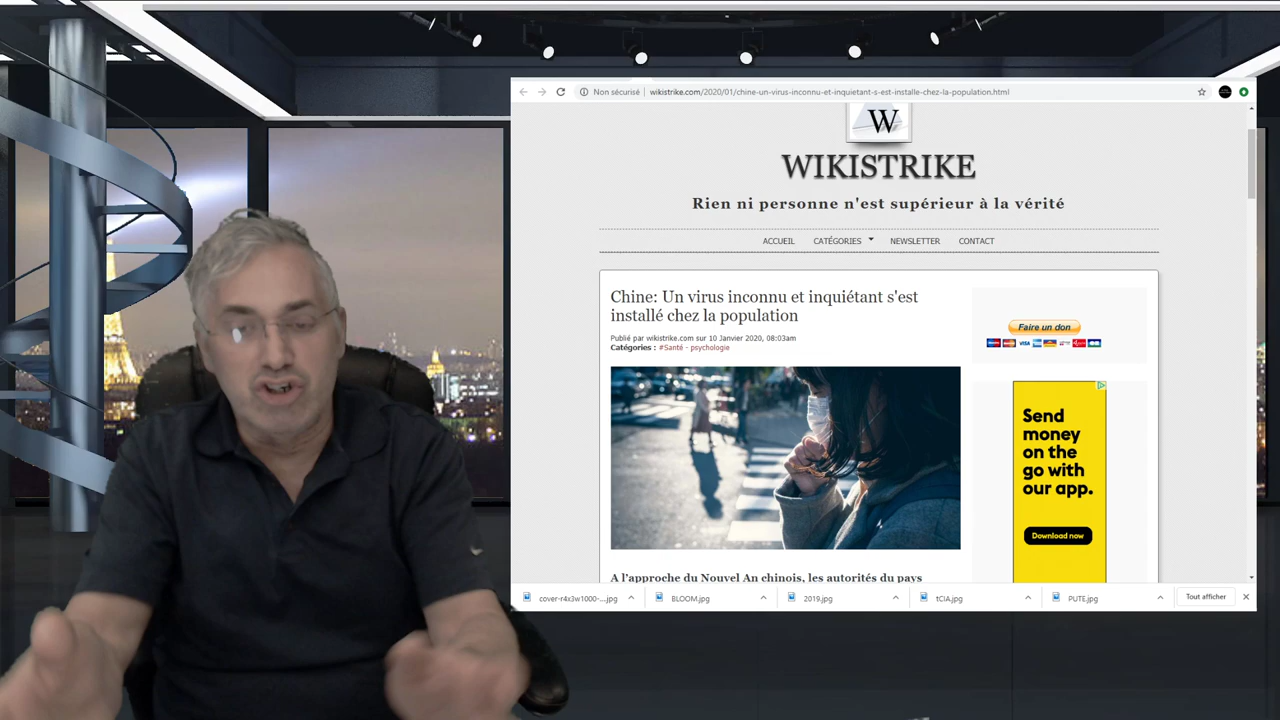 Non sécurisé
wikistrike.com/2020/01/chine-un-virus-inconnu-et-inquietant-s-est-installe-chez-la-population.html
W
WIKISTRIKE
Rien ni personne n'est supérieur à la vérité
ACCUEIL CATÉGORIES NEWSLETTER CONTACT
Chine: Un virus inconnu et inquiétant s'est
installé chez la population
Publié par wikistrike.com sur 10 Janvier 2020, 08:03am
Catégories : #Santé - psychologie
Faire un don
VISA
Send
money
on the
go with
our app.
Download now
A l'approche du Nouvel An chinois, les autorités du pays
cover-r4x3w1000-...jpg
BLOOM.jpg
2019.jpg
tCIA.jpg
PUTE.jpg
Tout afficher